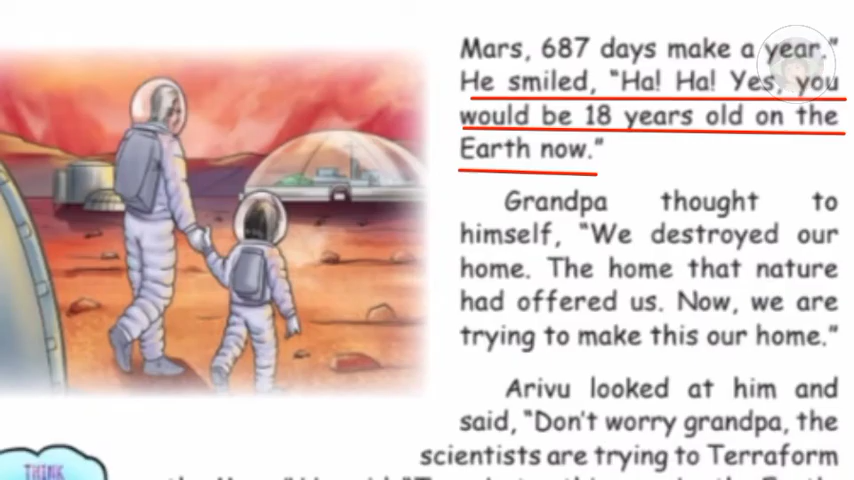 Mars, 687 days make a year."
He smiled, "Ha! Ha! Yes, you
would be 18 years old on the
Earth now."
Grandpa thought to
himself, "We destroyed our
home. The home that nature
had offered us. Now, we are
trying to make this our home."
Arivu looked at him and
said, "Don't worry grandpa, the
scientists are trying to Terraform
THINK